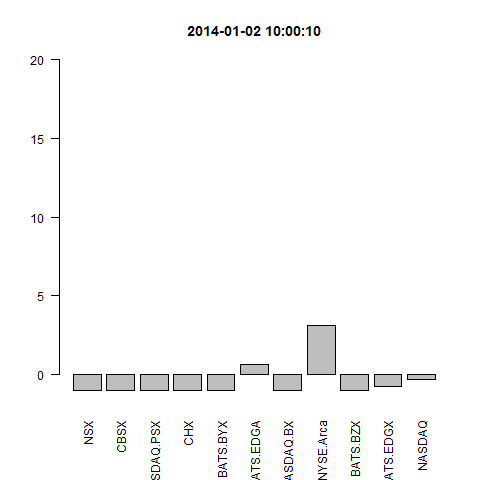 2014-01-02 10:00:10
20
15
10
5
0
NSX
CBSX
SDAQ.PSX
CHX
BATS.BYX
ATS.EDGA
ASDAQ.BX
NYSE.Arca
BATS.BZX
ATS.EDGX
NASDAQ